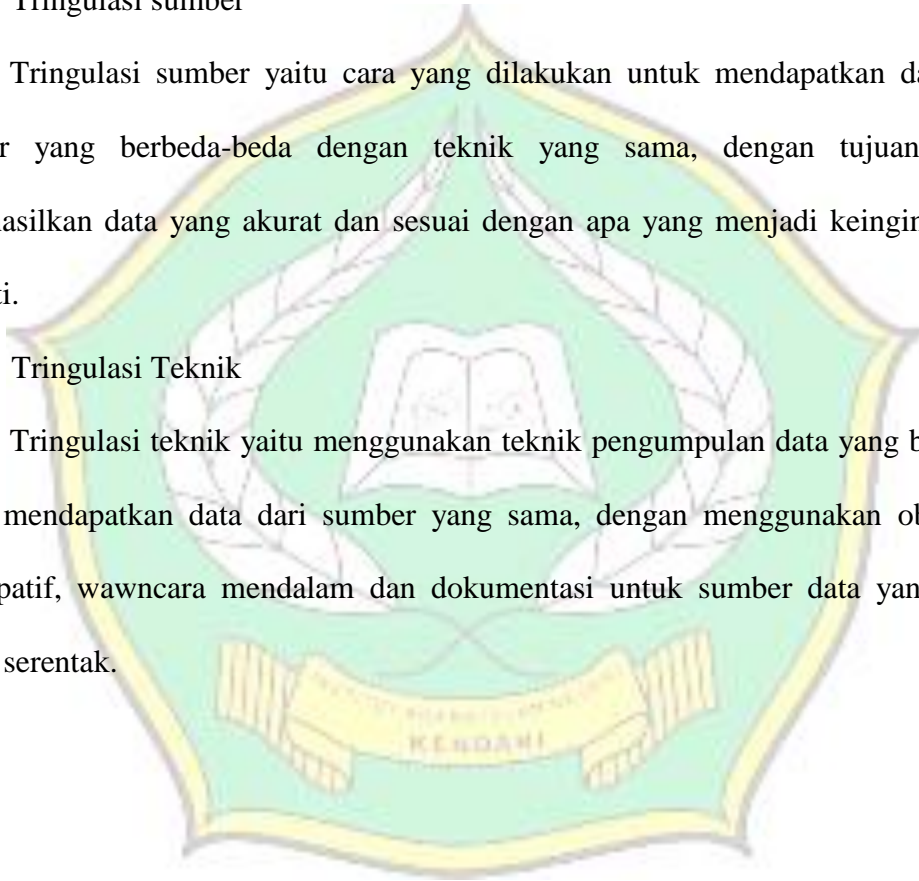 Tringulasi sumber
Tringulasi sumber yaitu cara yang dilakukan untuk mendapatkan da
r yang berbeda-beda dengan teknik yang sama, dengan tujuan
asilkan data yang akurat dan sesuai dengan apa yang menjadi keingin
ti.
Tringulasi Teknik
Tringulasi teknik yaitu menggunakan teknik pengumpulan data yang b
mendapatkan data dari sumber yang sama, dengan menggunakan ob
patif, wawncara mendalam dan dokumentasi untuk sumber data yan
serentak.
KENDARI